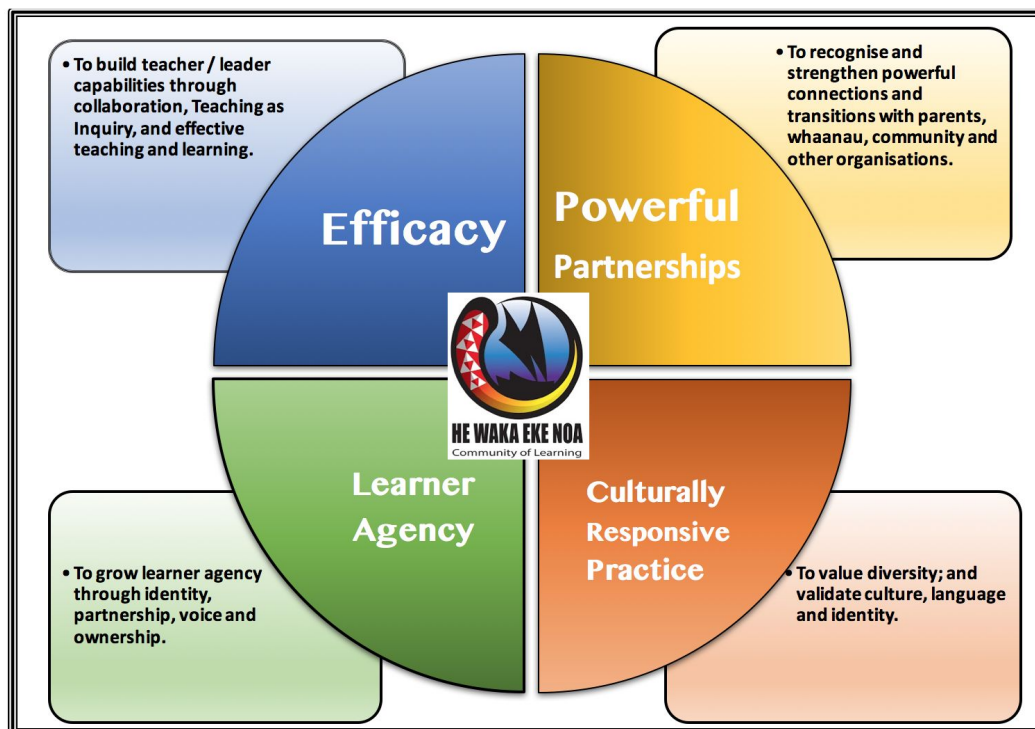 • To build teacher / leader
capabilities through
collaboration, Teaching as
Inquiry, and effective
teaching and learning.
Efficacy
Powerful
Partnerships
• To recognise and
strengthen powerful
connections and
transitions with parents,
whaanau, community and
other organisations.
HE WAKA EKE NOA
Community of Learning
• To grow learner agency
through identity,
partnership, voice and
ownership.
Learner
Agency
Culturally
Responsive
Practice
• To value diversity; and
validate culture, language
and identity.